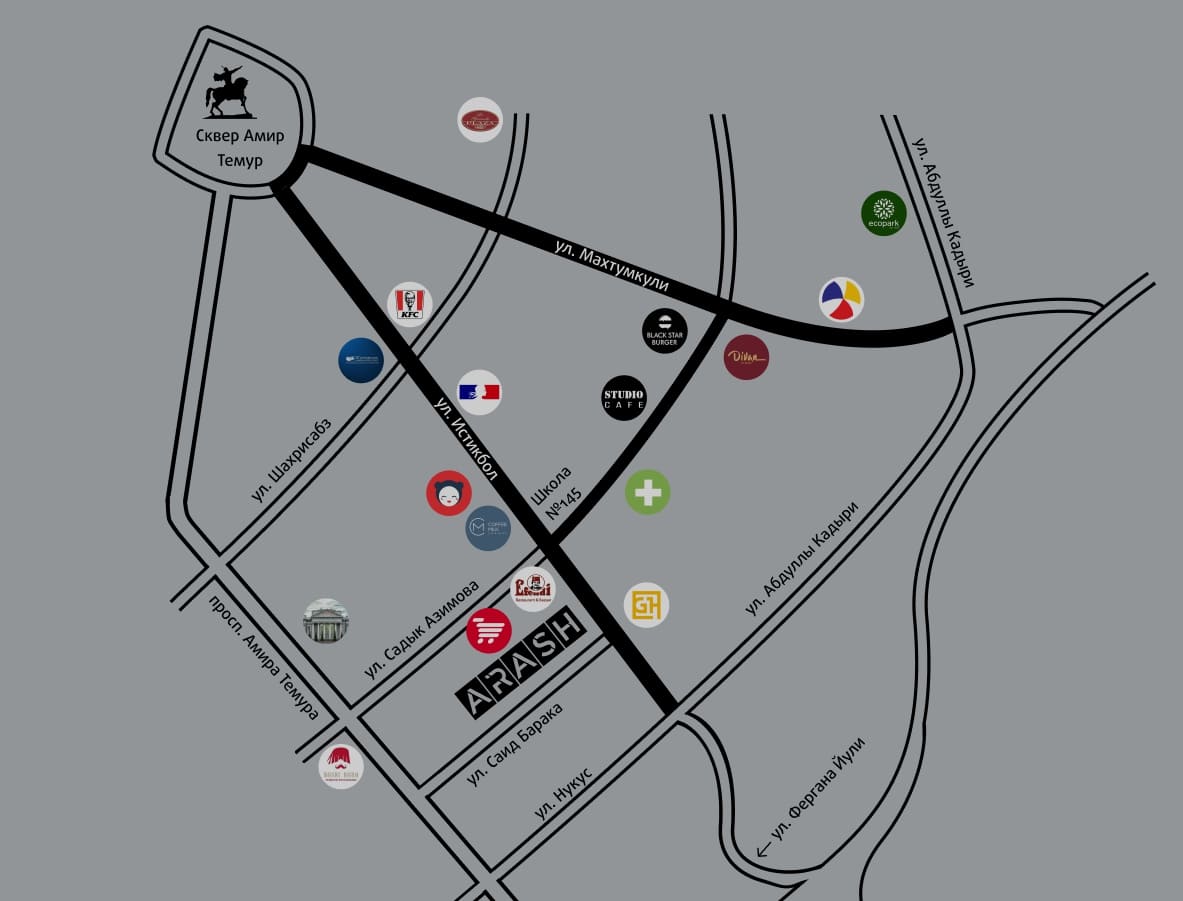 Сквер Амир
Темур
PLAZA
ул. Абдуллы Кадыри
ecopark
ул. Махтумкули
KFC
BLACK STAR
BURGER
Divan
STUDIO
CAFE
ул. Истикбол
ул. Шахрисабз
Школа
№145
COFFEE
MILK
ул. Абдуллы Кадыри
Efendi
GH
ул. Садык Азимова
ARASH
просп. Амира Темура
ул. Саид Барака
ул. Нукус
ул. Фергана Йули